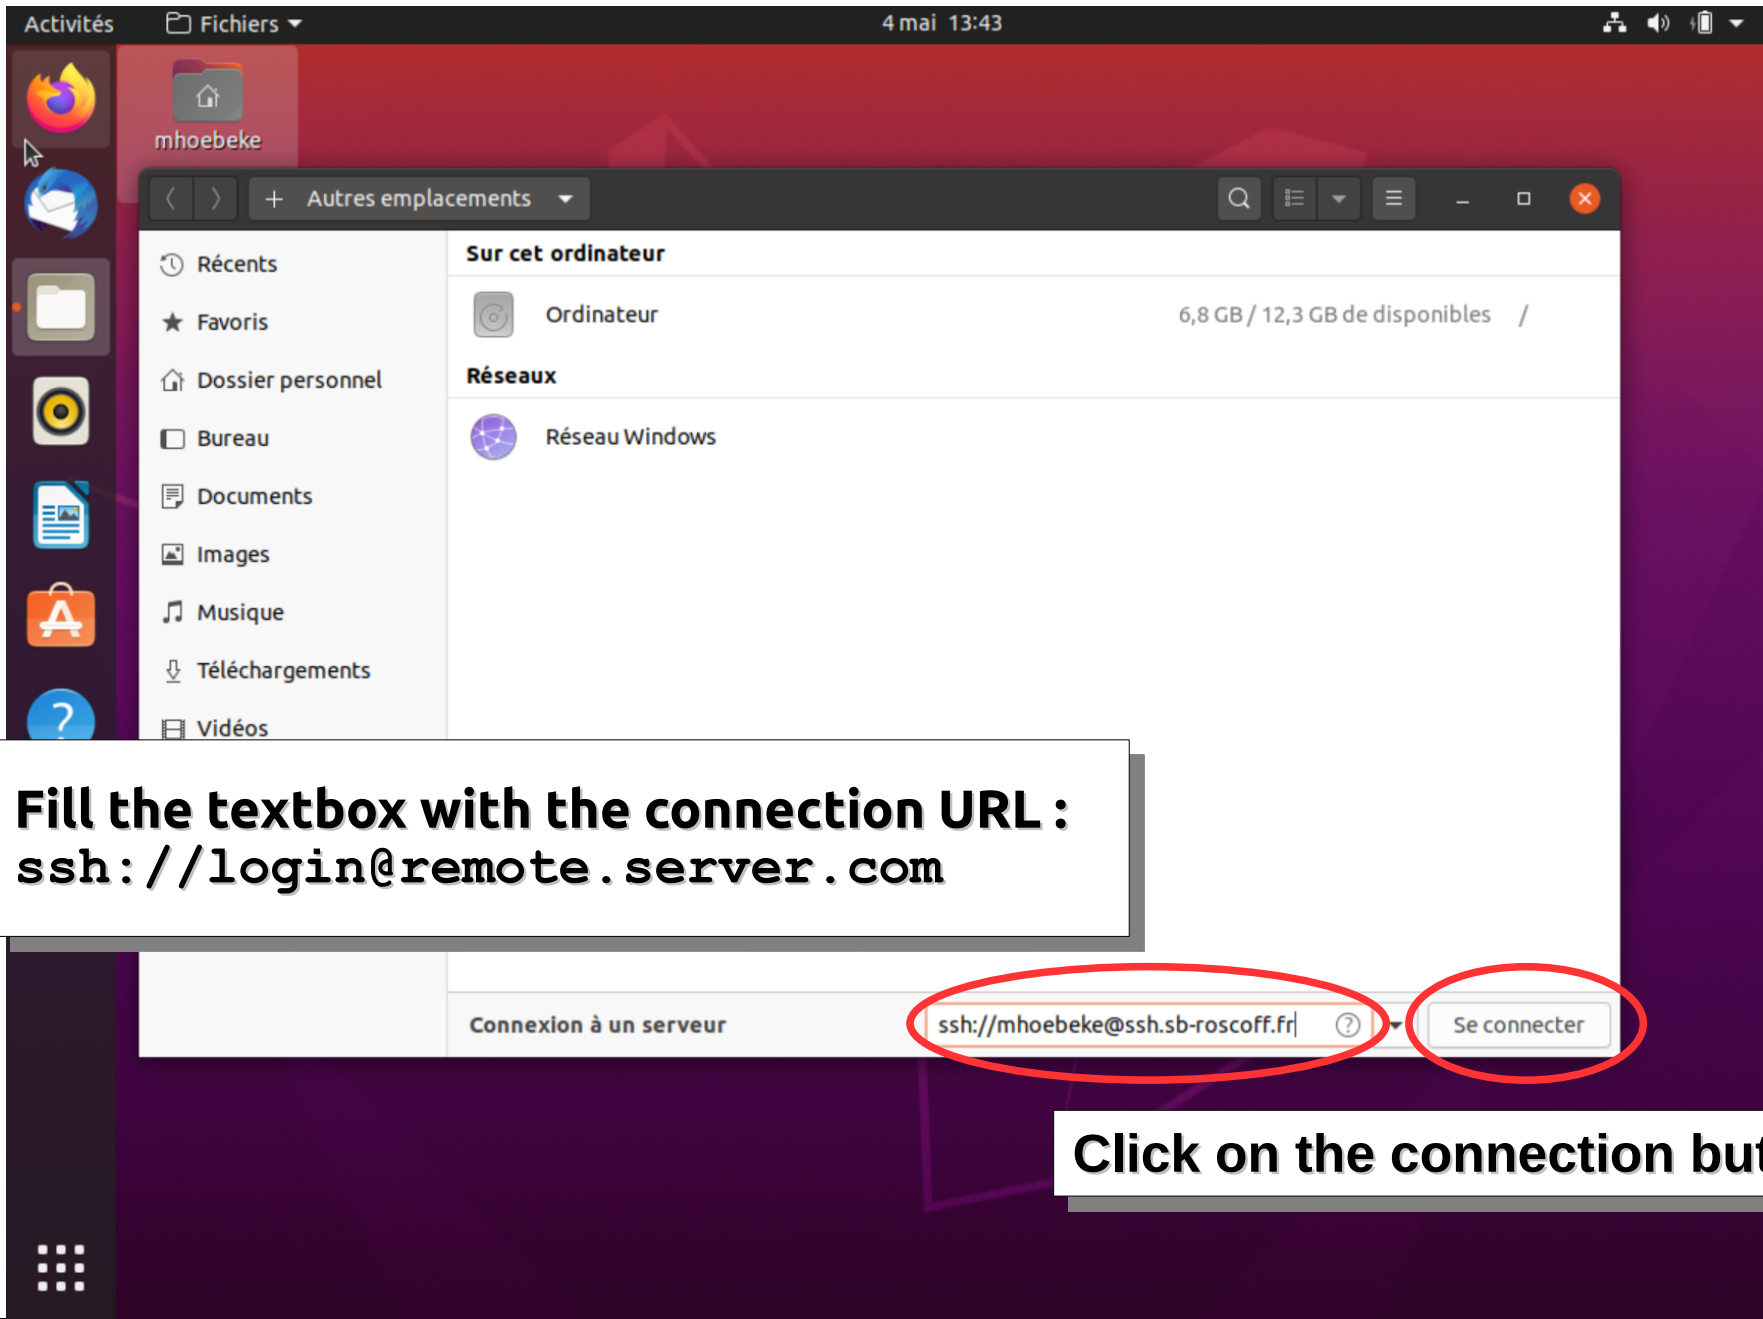 Activités
Fichiers
4 mai 13:43
mhoebeke
+ Autres emplacements
Récents
Favoris
Dossier personnel
Bureau
Documents
Images
Musique
Téléchargements
Vidéos
Sur cet ordinateur
Ordinateur
6,8 GB / 12,3 GB de disponibles /
Réseaux
Réseau Windows
Fill the textbox with the connection URL :
ssh://login@remote.server.com
Connexion à un serveur
ssh://mhoebeke@ssh.sb-roscoff.fr
Se connecter
Click on the connection but